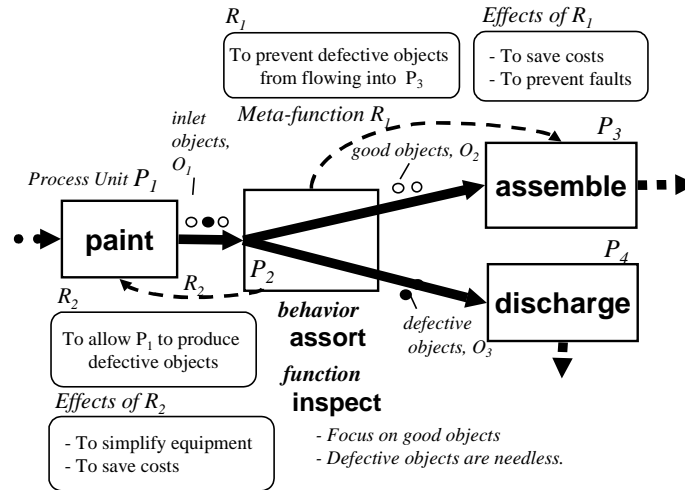 R1
Effects of R1
To prevent defective objects
from flowing into P3
- To save costs
- To prevent faults
Meta-function R1
inlet
objects,
O1
good objects, O2
P3
Process Unit P1
assemble
paint
P2
P4
R2
R2
discharge
behavior
assort
defective
objects, O3
To allow P1 to produce
defective objects
function
inspect
Effects of R2
- To simplify equipment
- To save costs
- Focus on good objects
- Defective objects are needless.